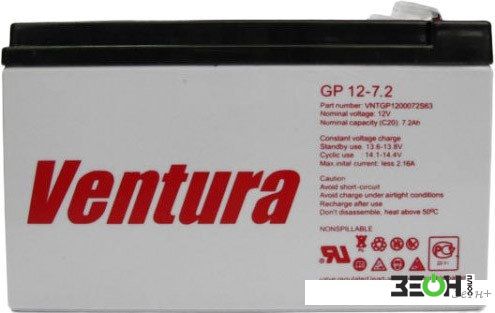 GP 12-7.2
Part number: VNTGP1200072S63
Nominal voltage: 12V
Nominal capacity (C20): 7.2Ah
Constant voltage charge
Standby use 13.6-13.8V
Cyclic use 14.1-14.4V
Max. inital current: less 2.16A
Ventura
Caution
Avoid short-circuit
Avoid charge under airtight conditions
Recharge after use
Don't disassemble, heat above 50ºC
NONSPILLABLE
ЗЕОН